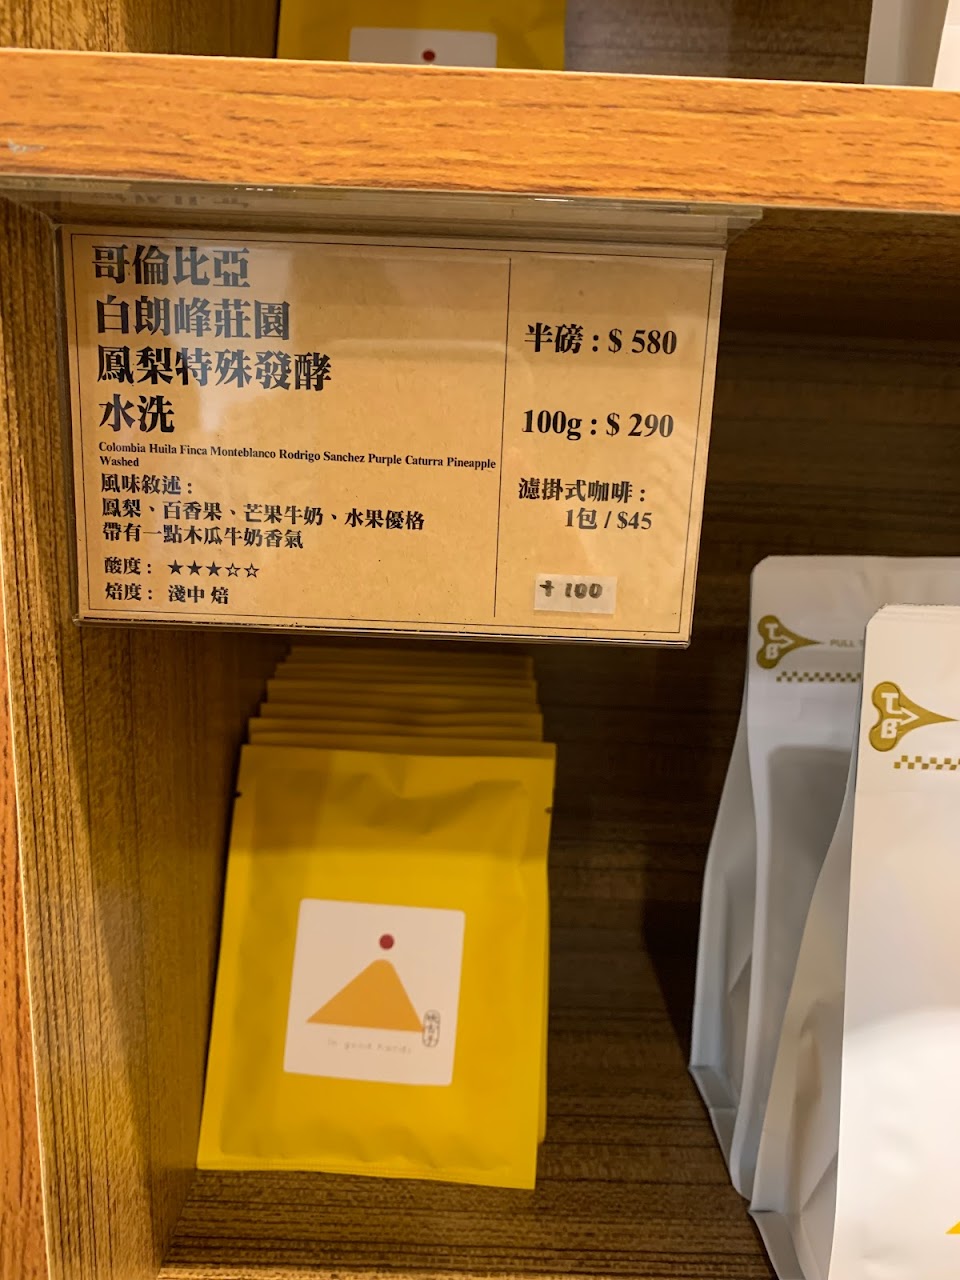 哥倫比亞
白朗峰莊園
鳳梨特殊發酵
水洗
Colombia Huila Finca Monteblanco Rodrigo Sanchez Purple Caturra Pineapple
Washed
風味敘述：
鳳梨、百香果、芒果牛奶、水果優格
帶有一點木瓜牛奶香氣
酸度： ★★★☆☆
焙度： 淺中 焙
半磅 : $ 580
100g : $ 290
濾掛式咖啡：
1包 / $45
+ 100
In good hands
TB
PULL
TB